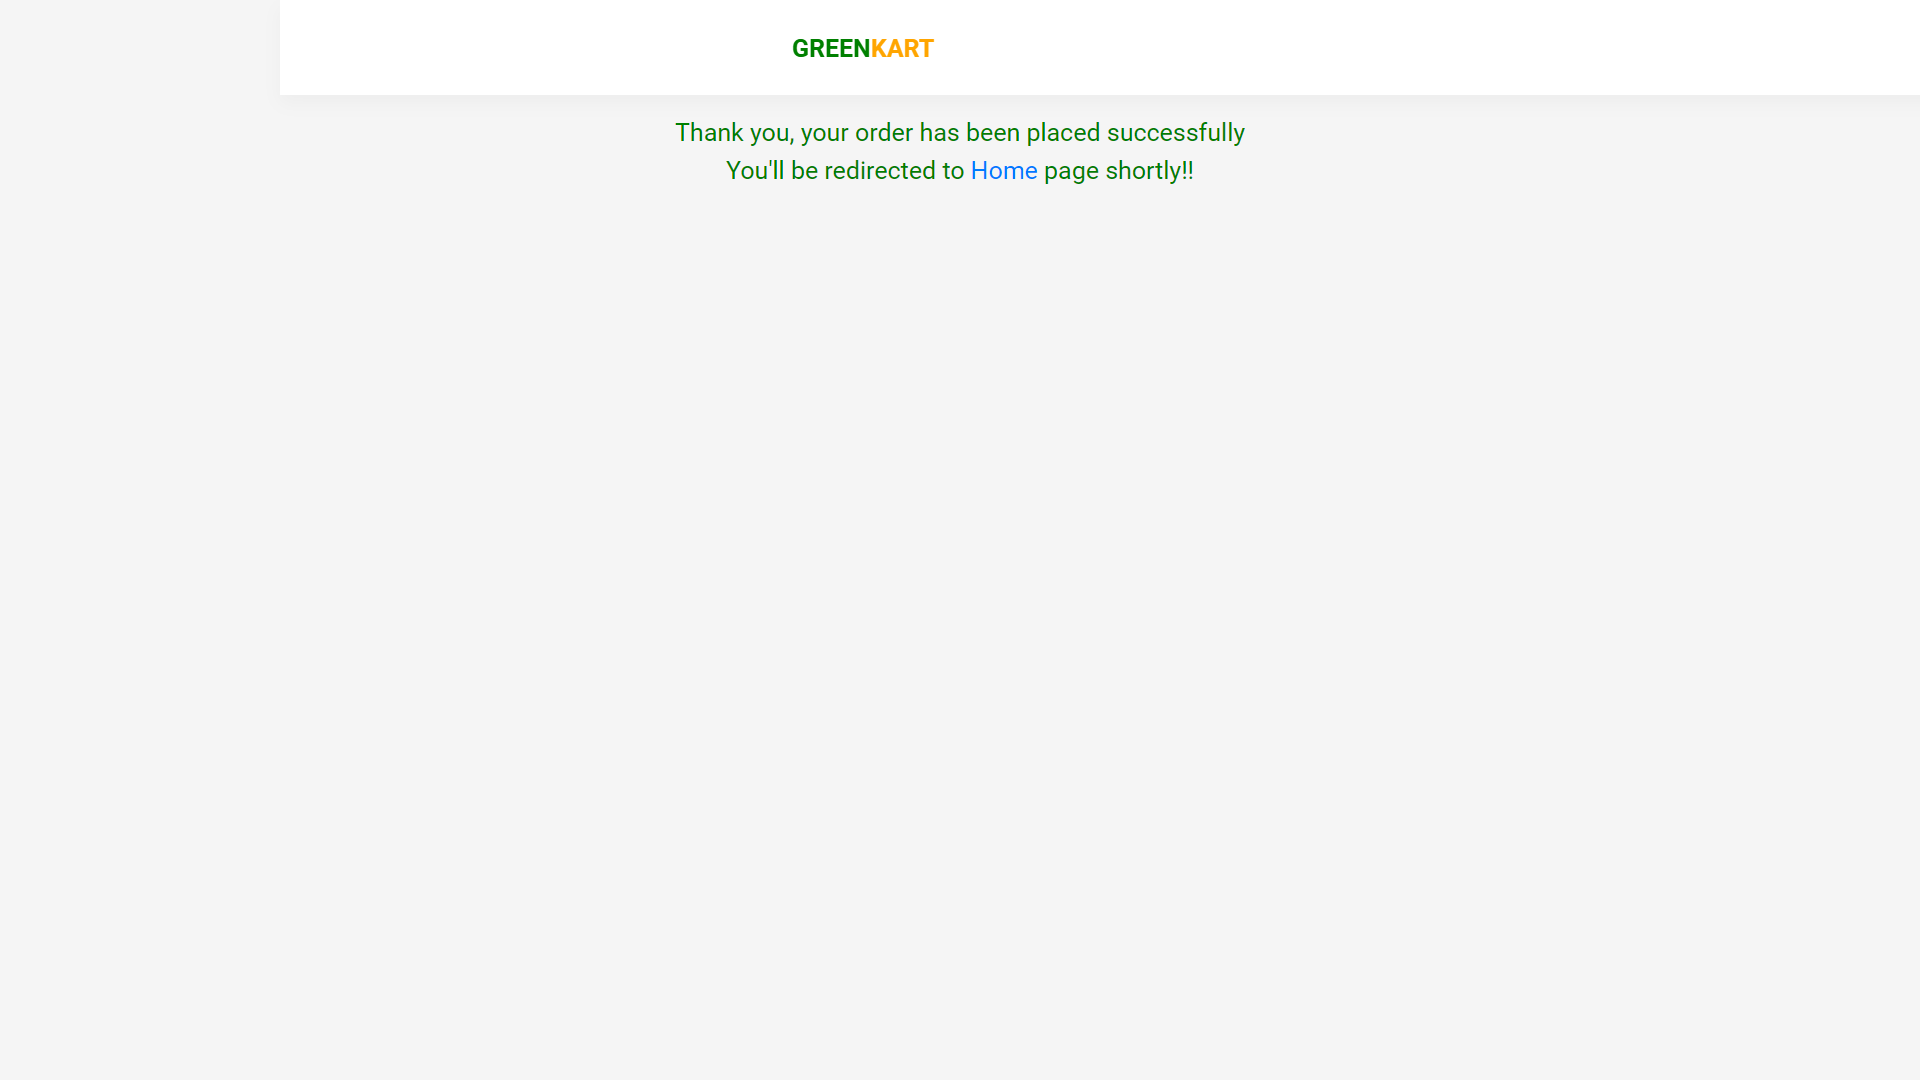 GREENKART
Thank you, your order has been placed successfully
You'll be redirected to Home page shortly!!